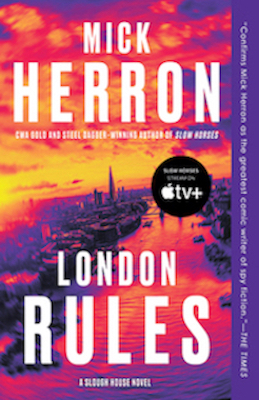 MICK
HERRON
CWA GOLD AND STEEL DAGGER–WINNING AUTHOR OF SLOW HORSES
SLOW HORSES
STREAM ON
tv+
LONDON
RULES
A SLOUGH HOUSE NOVEL
"Confirms Mick Herron as the greatest comic writer of spy fiction."—THE TIMES